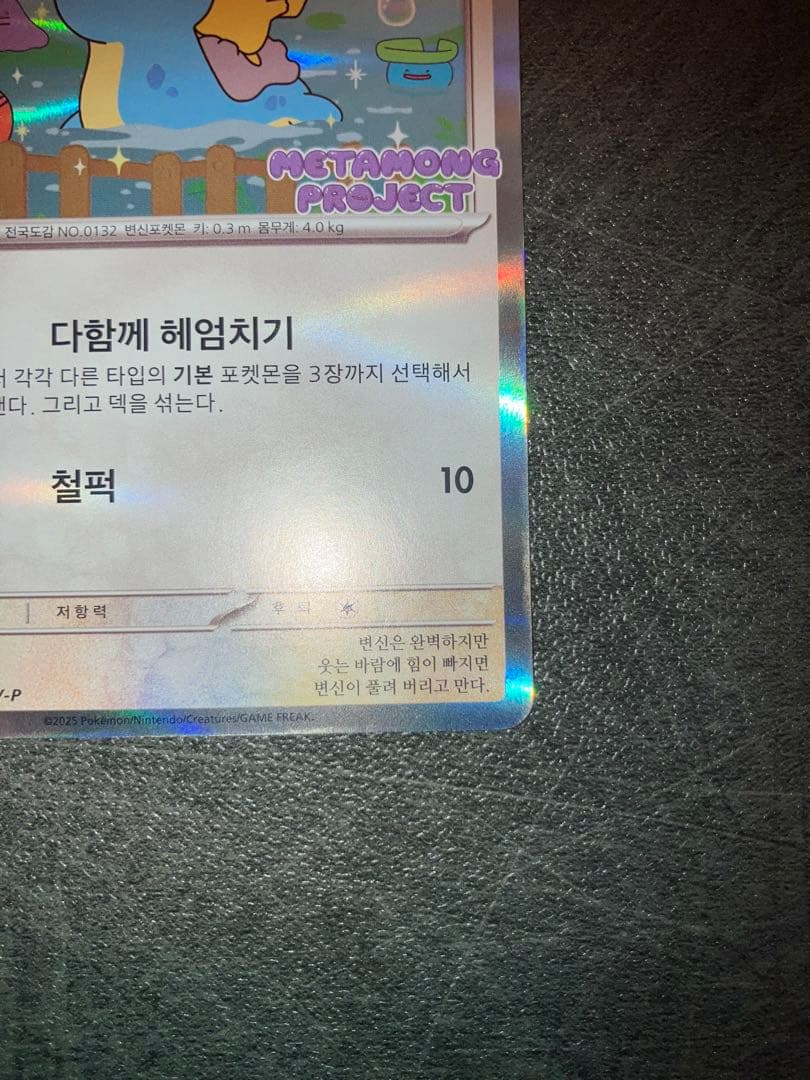 METAMONG
PROJECT
전국도감 NO.0132 변신포켓몬 키: 0.3 m 몸무게: 4.0 kg
다함께 헤엄치기
각각 다른 타입의 기본 포켓몬을 3장까지 선택해서
그리고 덱을 섞는다.
철퍽 10
저항력 후퇴
변신은 완벽하지만
웃는 바람에 힘이 빠지면
변신이 풀려 버리고 만다.
-P
©2025 Pokémon/Nintendo/Creatures/GAME FREAK.